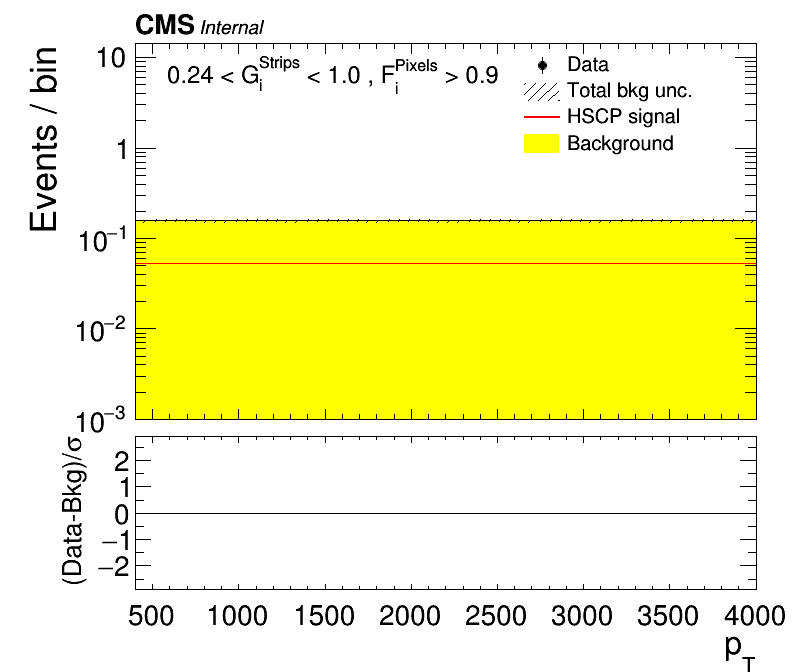 CMS Internal
0.24 < G_i^Strips < 1.0 , F_i^Pixels > 0.9
Data
Total bkg unc.
HSCP signal
Background
Events / bin
10
1
10^−1
10^−2
10^−3
(Data-Bkg)/σ
2
1
0
−1
−2
500 1000 1500 2000 2500 3000 3500 4000
p_T